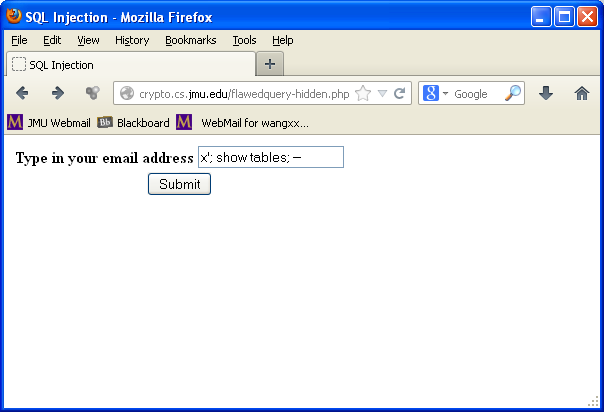 SQL Injection - Mozilla Firefox
File Edit View History Bookmarks Tools Help
SQL Injection
crypto.cs.jmu.edu/flawedquery-hidden.php Google
JMU Webmail Bb Blackboard WebMail for wangxx...
Type in your email address x'; show tables; --
Submit